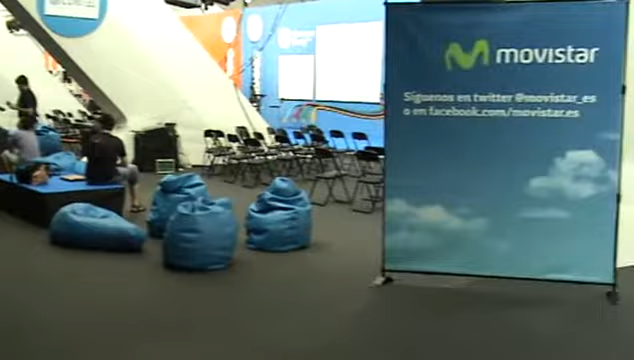 movistar
Síguenos en twitter @movistar_es
o en facebook.com/movistar.es